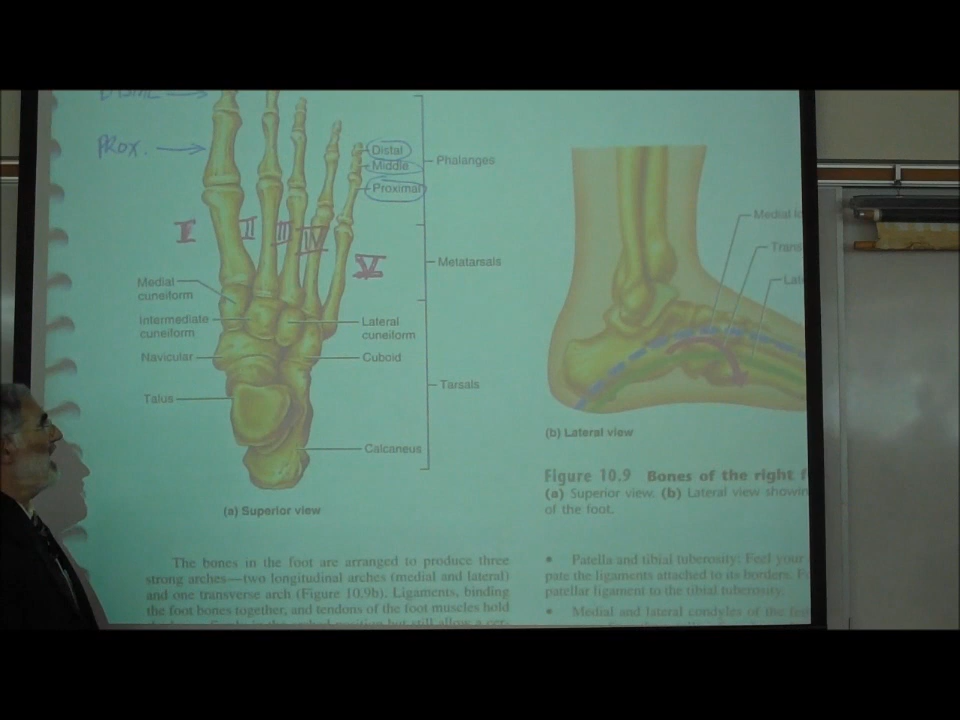 PROX.
Distal
Middle
Proximal
Phalanges
I
II
III
IV
V
Metatarsals
Medial
cuneiform
Intermediate
cuneiform
Lateral
cuneiform
Navicular
Cuboid
Tarsals
Talus
Calcaneus
(a) Superior view
Medial
(b) Lateral view
Figure 10.9 Bones of the right
(a) Superior view. (b) Lateral view
of the foot.
The bones in the foot are arranged to produce three
strong arches—two longitudinal arches (medial and lateral)
and one transverse arch (Figure 10.9b). Ligaments, binding
the foot bones together, and tendons of the foot muscles hold
• Patella and tibial tuberosity: Feel your
pate the ligaments attached to its borders.
patellar ligament to the tibial tuberosity.
• Medial and lateral condyles of the